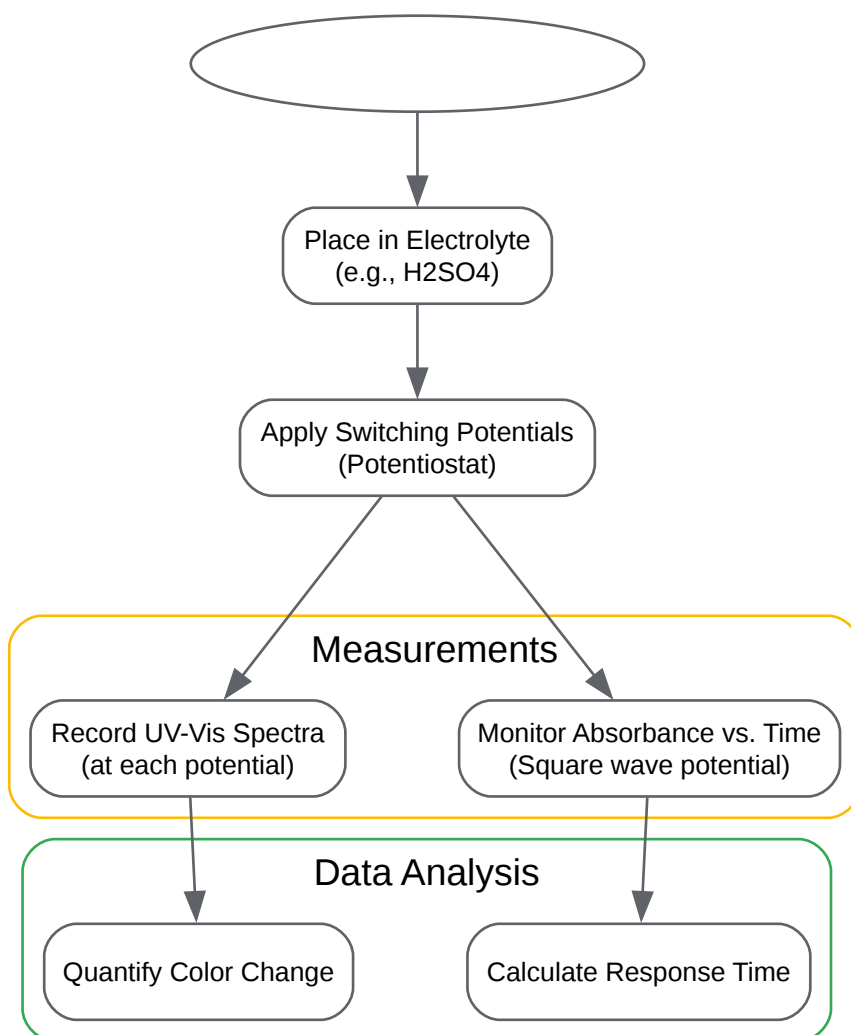 Place in Electrolyte
(e.g., H2SO4)
Apply Switching Potentials
(Potentiostat)
Measurements
Record UV-Vis Spectra
(at each potential)
Monitor Absorbance vs. Time
(Square wave potential)
Data Analysis
Quantify Color Change
Calculate Response Time